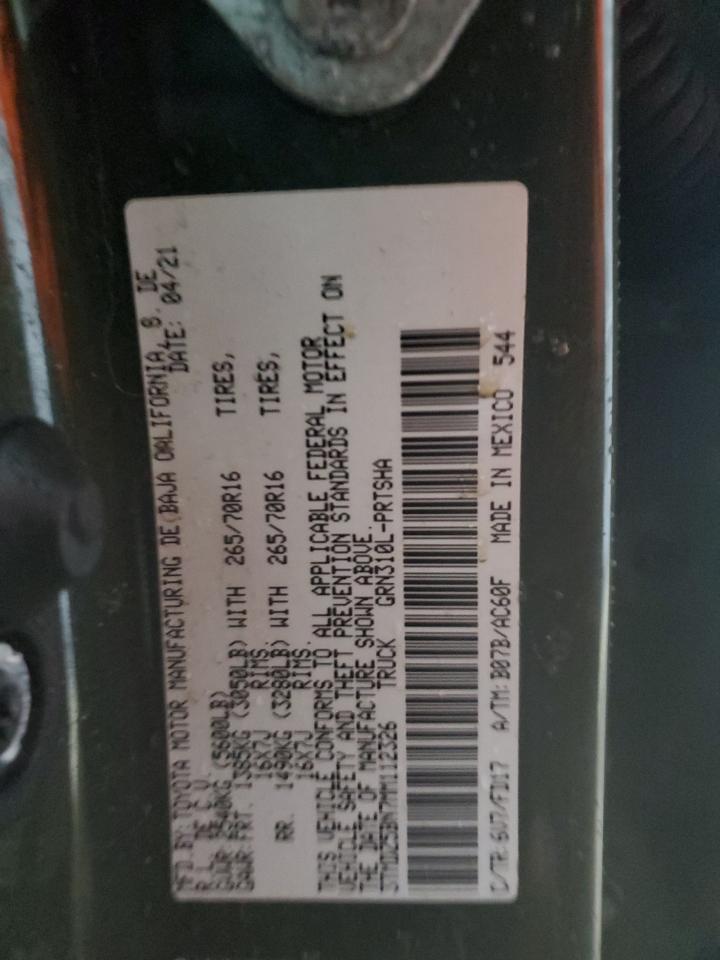 MFD.BY:TOYOTA MOTOR MANUFACTURING DE BAJA CALIFORNIA, S. DE
R.L. DE C.V. DATE: 04/21
GVWR: 2540KG (5600LB)
GAWR: FRT. 1385KG (3050LB) WITH 265/70R16 TIRES,
16X7J RIMS,
RR. 1490KG (3280LB) WITH 265/70R16 TIRES,
16X7J RIMS.
THIS VEHICLE CONFORMS TO ALL APPLICABLE FEDERAL MOTOR
VEHICLE SAFETY AND THEFT PREVENTION STANDARDS IN EFFECT ON
THE DATE OF MANUFACTURE SHOWN ABOVE.
TRUCK GRN310L-PRTSHA
C/TR:6V7/FD17 A/TM:B07B/AC60F MADE IN MEXICO 544